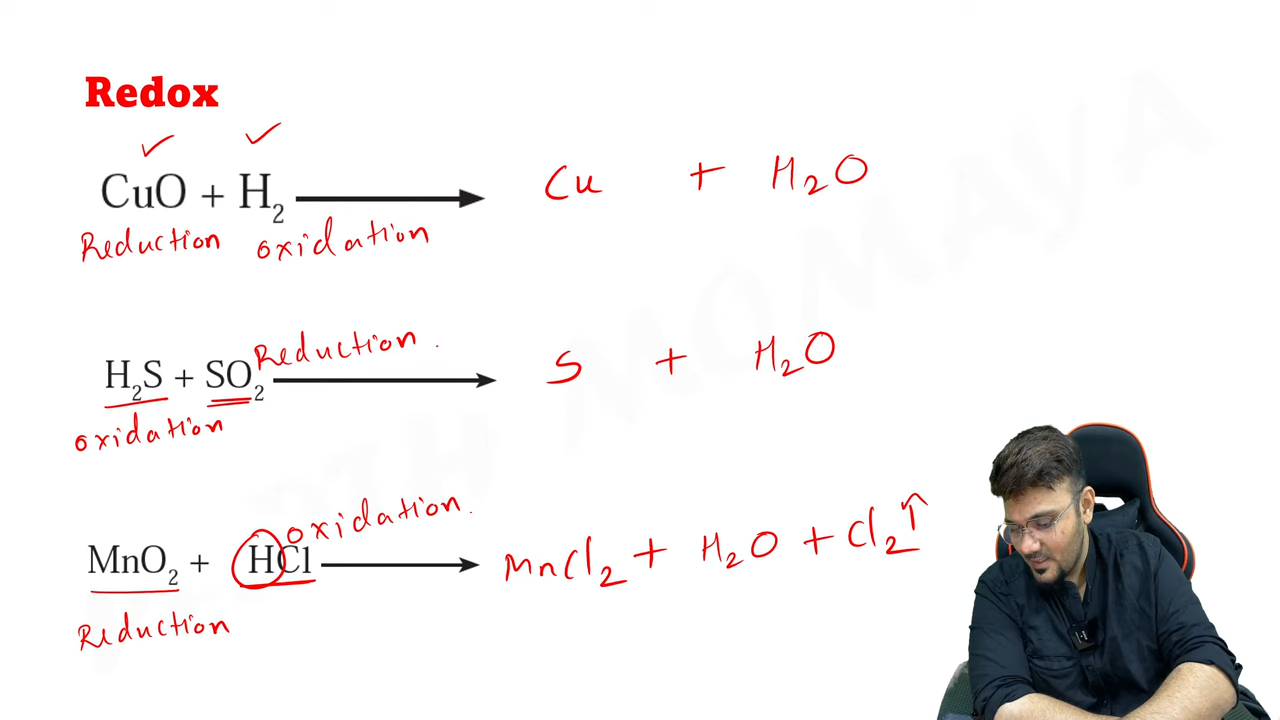 Redox
CuO + H₂ ⟶ Cu + H₂O
Reduction oxidation
H₂S + SO₂ Reduction. ⟶ S + H₂O
oxidation
MnO₂ + HCl oxidation. ⟶ MnCl₂ + H₂O + Cl₂↑
Reduction